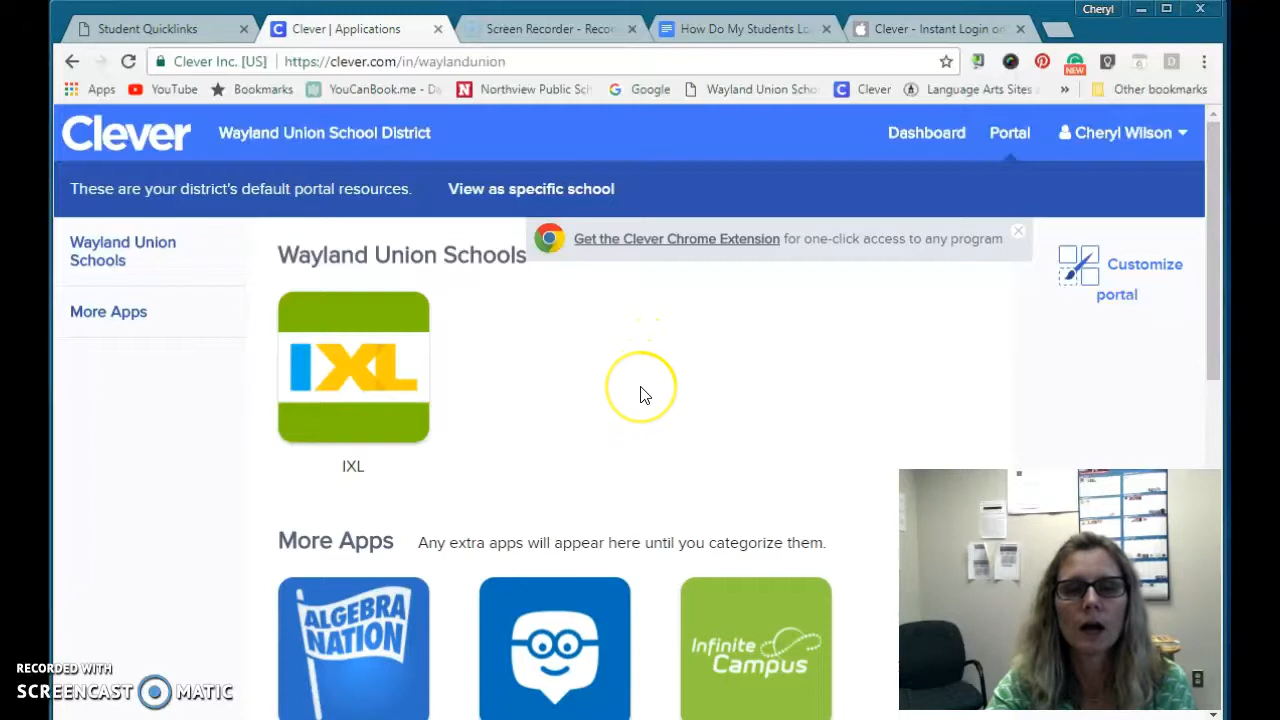 Cheryl
Student Quicklinks
Clever | Applications
Screen Recorder - Reco
How Do My Students Lo
Clever - Instant Login on
Clever Inc. [US] https://clever.com/in/waylandunion
NEW
D
Apps YouTube Bookmarks YouCanBook.me - Da Northview Public Sch Google Wayland Union Scho Clever Language Arts Sites » Other bookmarks
Clever Wayland Union School District Dashboard Portal Cheryl Wilson
These are your district's default portal resources. View as specific school
Wayland Union
Schools
More Apps
Get the Clever Chrome Extension for one-click access to any program
Wayland Union Schools
Customize
portal
IXL
IXL
More Apps Any extra apps will appear here until you categorize them.
ALGEBRA
NATION
Infinite
Campus
RECORDED WITH
SCREENCAST MATIC